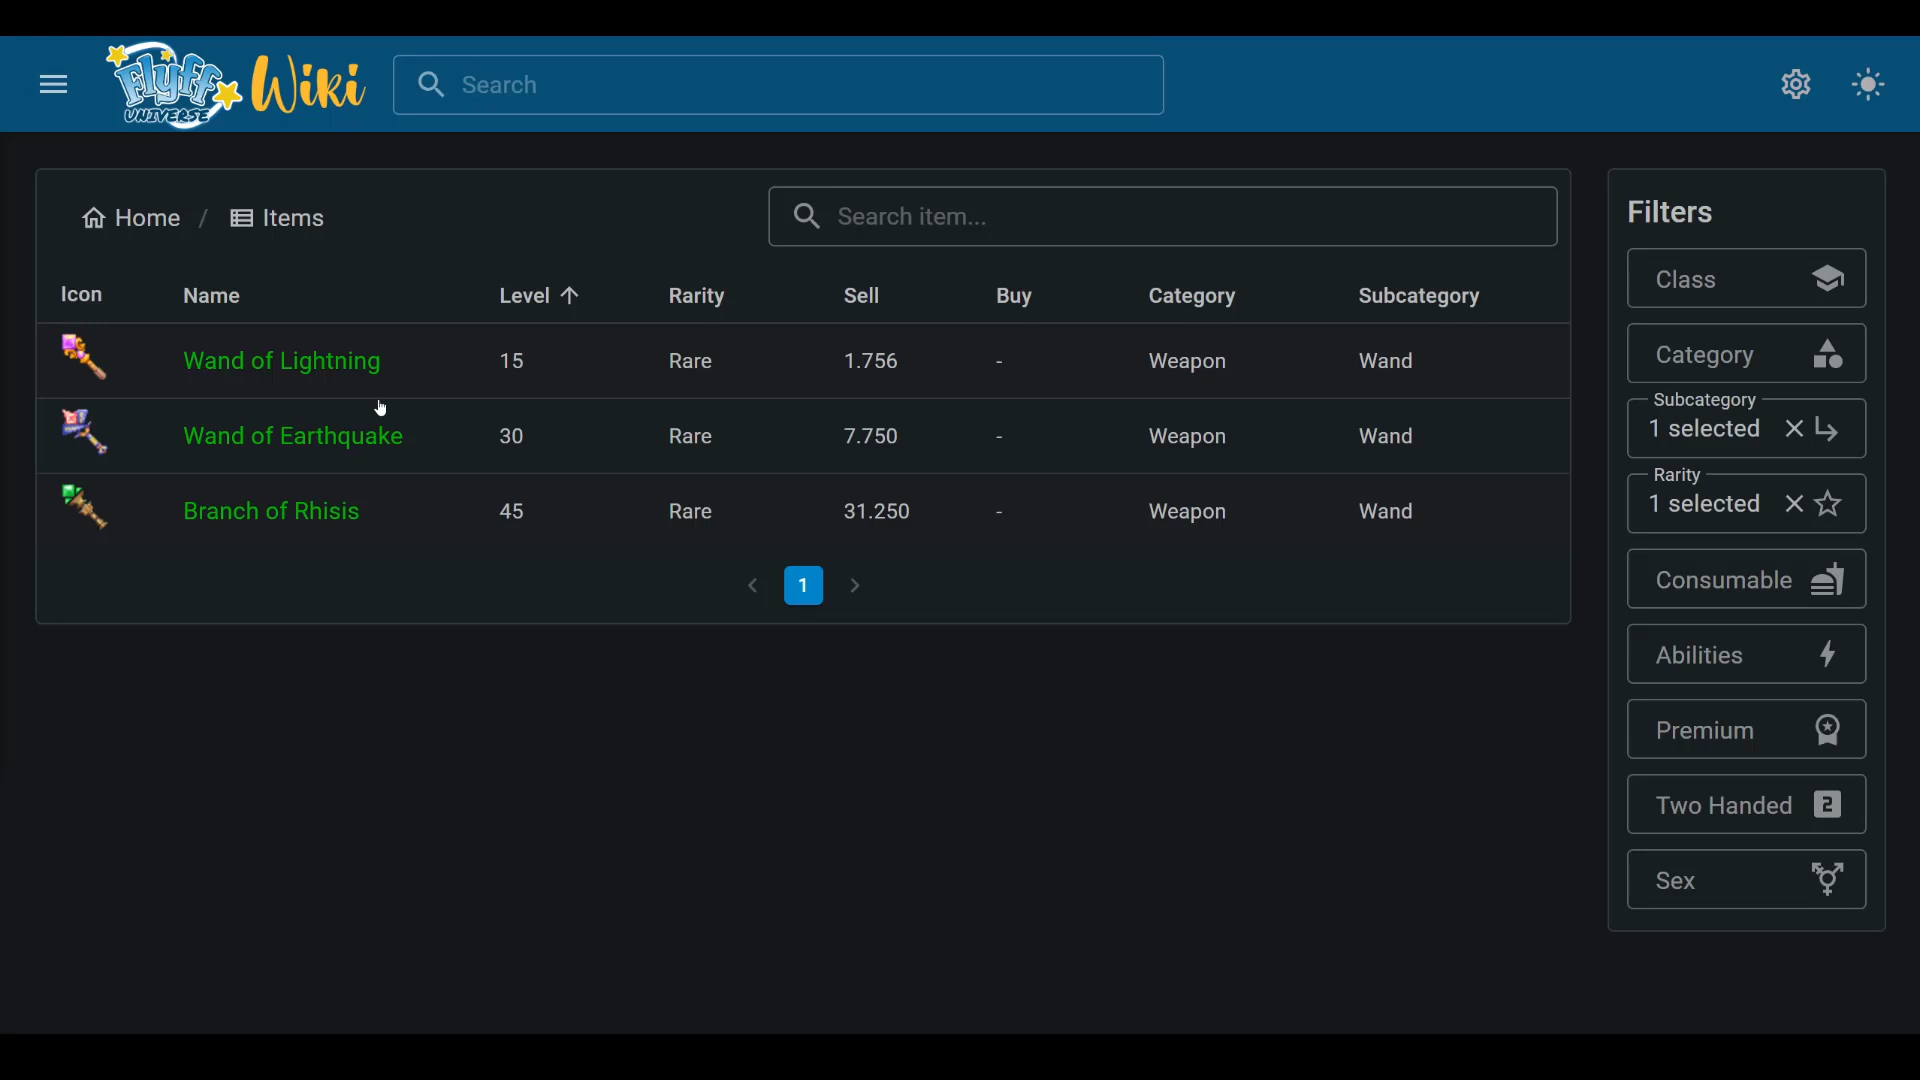 Flyff UNIVERSE Wiki Search
Home / Items Search item...
Icon Name Level Rarity Sell Buy Category Subcategory
Wand of Lightning 15 Rare 1.756 - Weapon Wand
Wand of Earthquake 30 Rare 7.750 - Weapon Wand
Branch of Rhisis 45 Rare 31.250 - Weapon Wand
1
Filters
Class
Category
Subcategory
1 selected
Rarity
1 selected
Consumable
Abilities
Premium
Two Handed 2
Sex